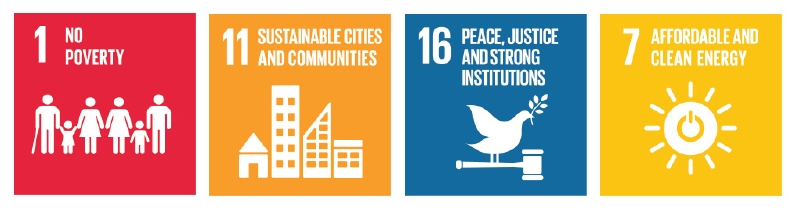 1 NO
POVERTY
11 SUSTAINABLE CITIES
AND COMMUNITIES
16 PEACE, JUSTICE
AND STRONG
INSTITUTIONS
7 AFFORDABLE AND
CLEAN ENERGY